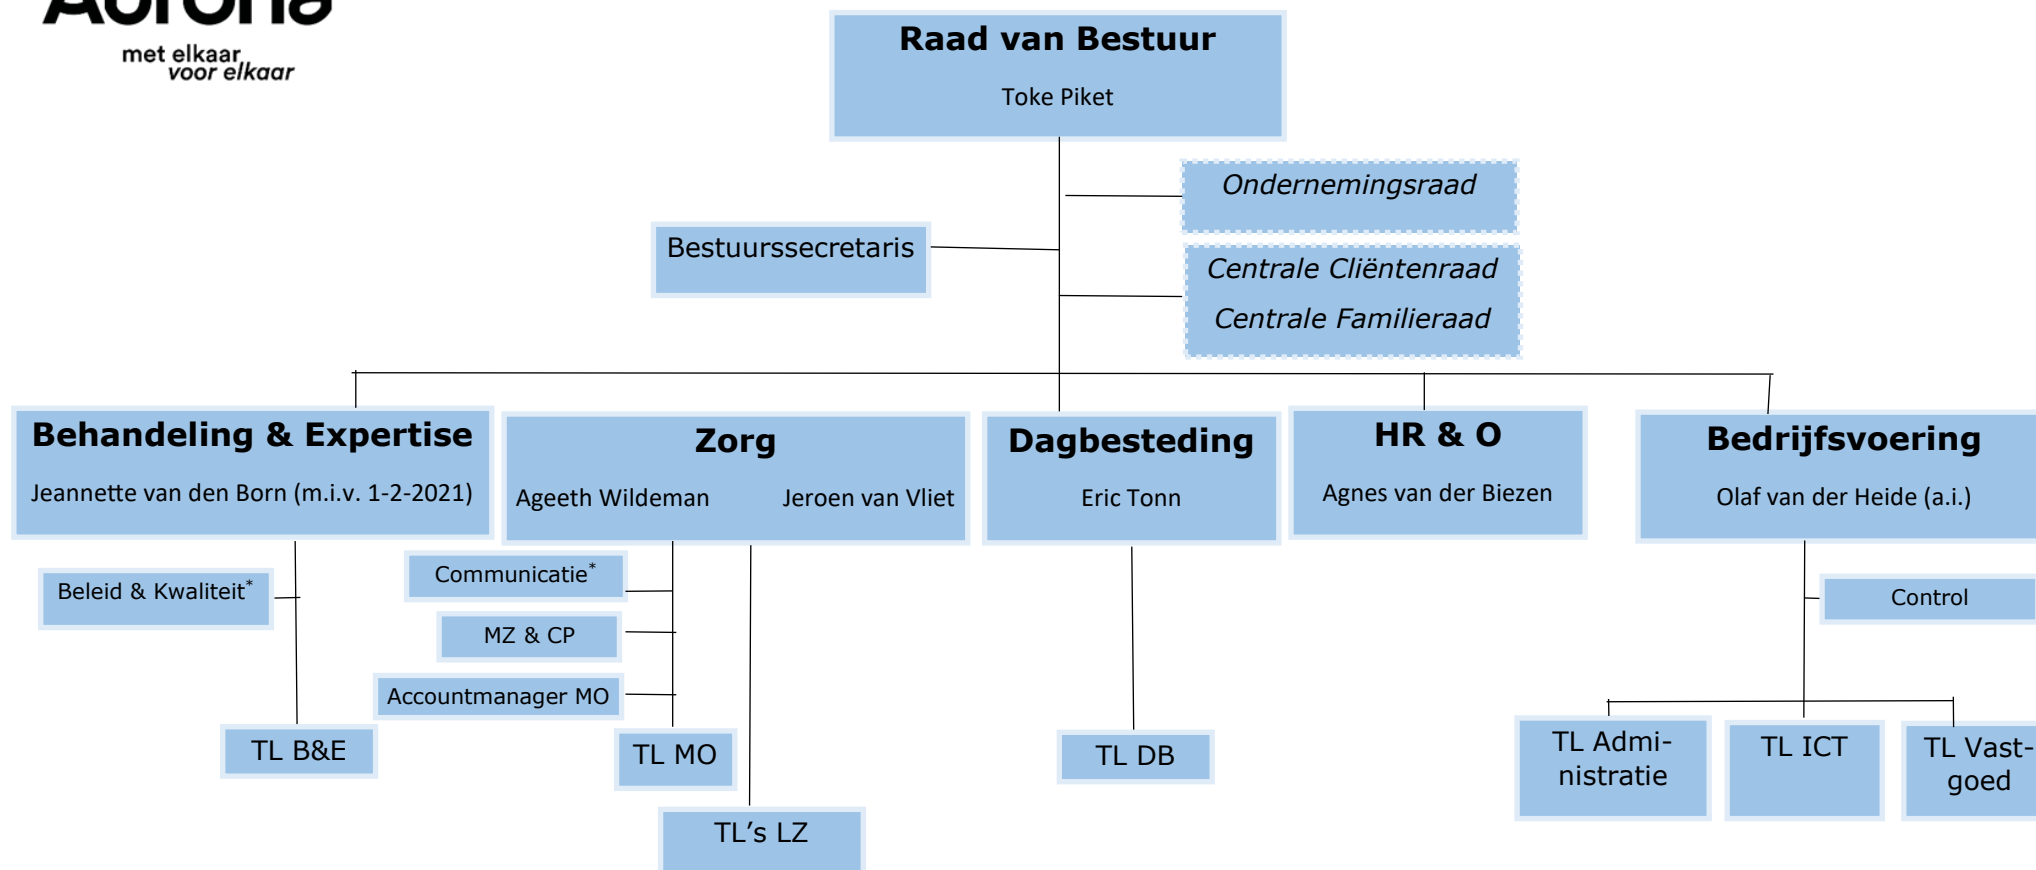 met elkaar
voor elkaar
Raad van Bestuur
Toke Piket
Ondernemingsraad
Bestuurssecretaris
Centrale Cliëntenraad
Centrale Familieraad
Behandeling & Expertise
Jeannette van den Born (m.i.v. 1-2-2021)
Zorg
Ageeth Wildeman Jeroen van Vliet
Dagbesteding
Eric Tonn
HR & O
Agnes van der Biezen
Bedrijfsvoering
Olaf van der Heide (a.i.)
Beleid & Kwaliteit*
Communicatie*
MZ & CP
Accountmanager MO
Control
TL B&E
TL MO
TL's LZ
TL DB
TL Admi-
nistratie
TL ICT
TL Vast-
goed